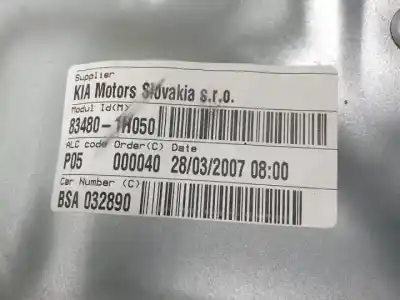 Supplier
KIA Motors Slovakia s.r.o.
Modul Id(M)
83480-1H050
ALC code Order(C) Date
P05 000040 28/03/2007 08:00
Car Number (C)
BSA 032890